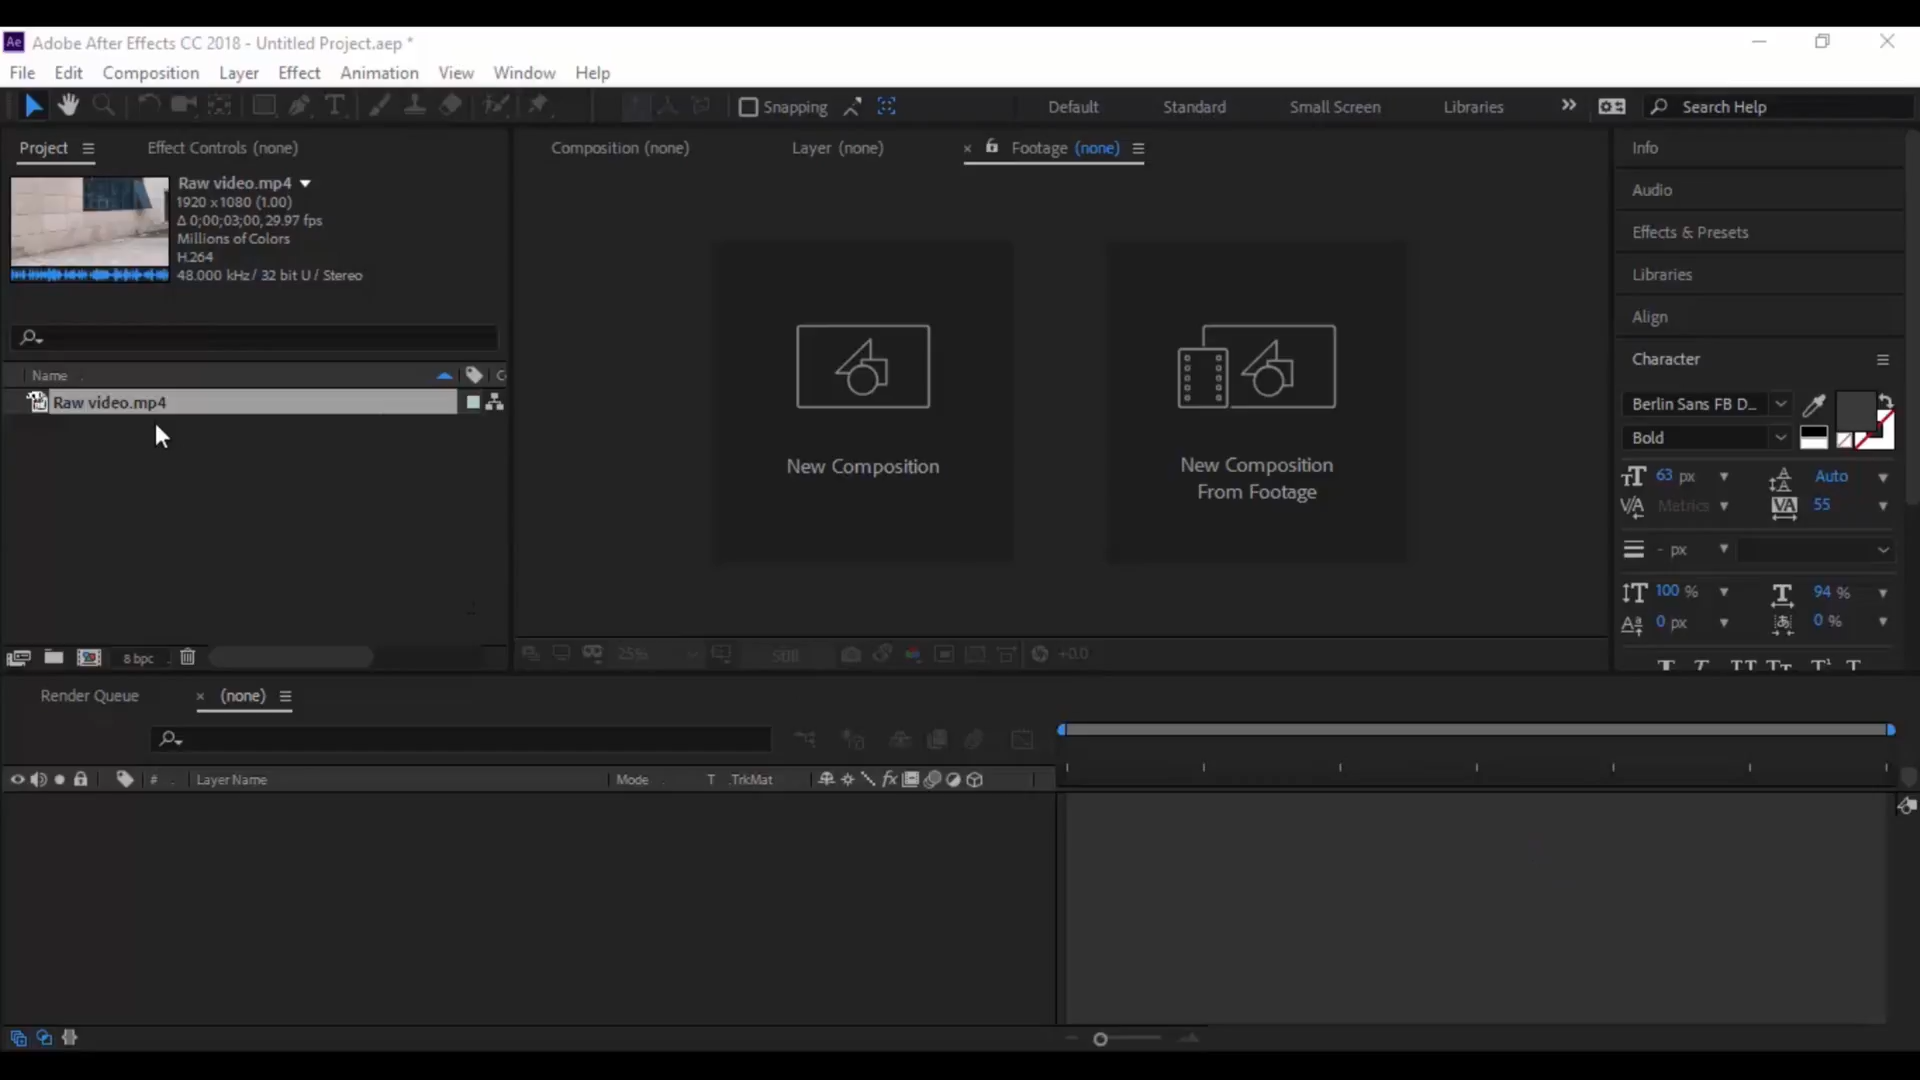 Ae Adobe After Effects CC 2018 - Untitled Project.aep *
File Edit Composition Layer Effect Animation View Window Help
Snapping Default Standard Small Screen Libraries Search Help
Project Effect Controls (none)
Raw video.mp4
1920 x 1080 (1.00)
Δ 0;00;03;00, 29.97 fps
Millions of Colors
H.264
48.000 kHz / 32 bit U / Stereo
Name
Raw video.mp4
8 bpc
Composition (none) Layer (none) × Footage (none)
New Composition
New Composition
From Footage
25% +0.0
Info
Audio
Effects & Presets
Libraries
Align
Character
Berlin Sans FB D...
Bold
63 px Auto
Metrics 55
- px
100 % 94 %
0 px 0 %
Render Queue × (none)
# Layer Name Mode T .TrkMat